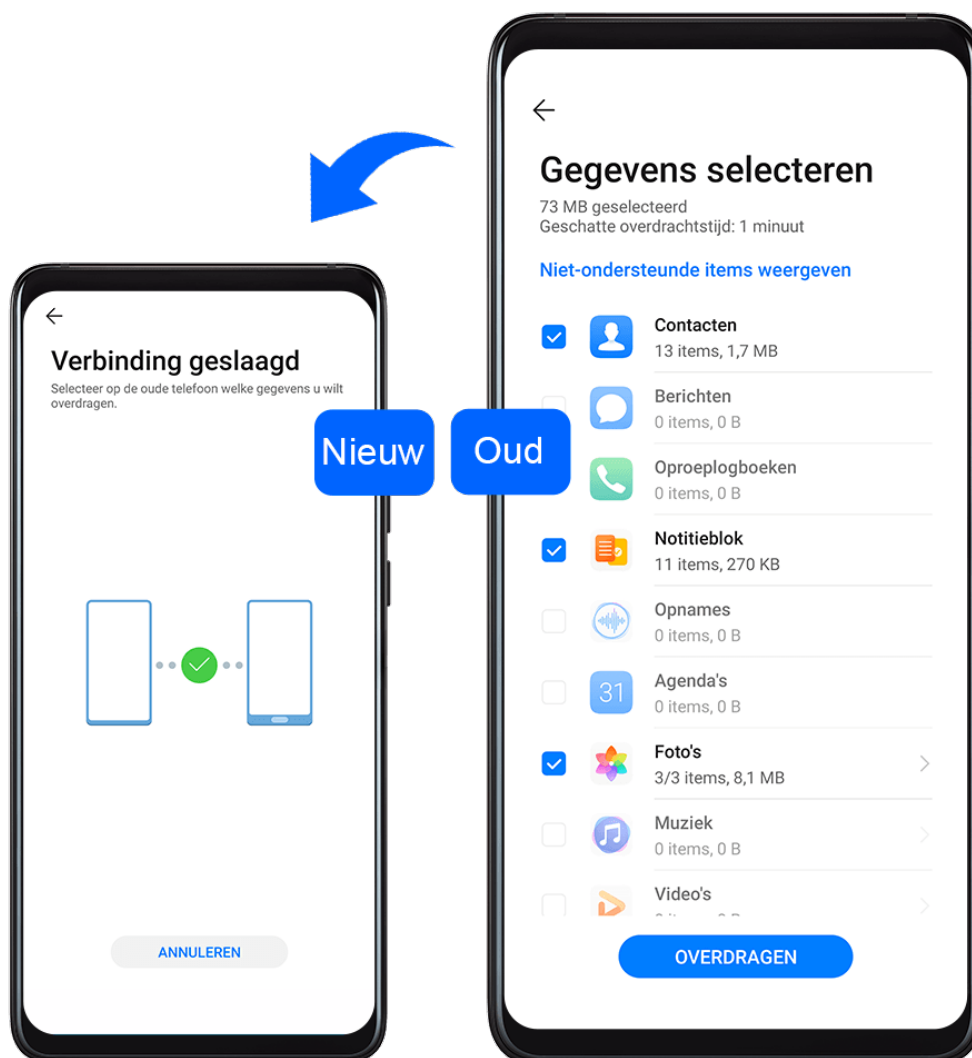 Verbinding geslaagd
Selecteer op de oude telefoon welke gegevens u wilt
overdragen.
Nieuw
ANNULEREN
Oud
Gegevens selecteren
73 MB geselecteerd
Geschatte overdrachtstijd: 1 minuut
Niet-ondersteunde items weergeven
Contacten
13 items, 1,7 MB
Berichten
0 items, 0 B
Oproeplogboeken
0 items, 0 B
Notitieblok
11 items, 270 KB
Opnames
0 items, 0 B
31
Agenda's
0 items, 0 B
Foto's
3/3 items, 8,1 MB
Muziek
0 items, 0 B
Video's
OVERDRAGEN